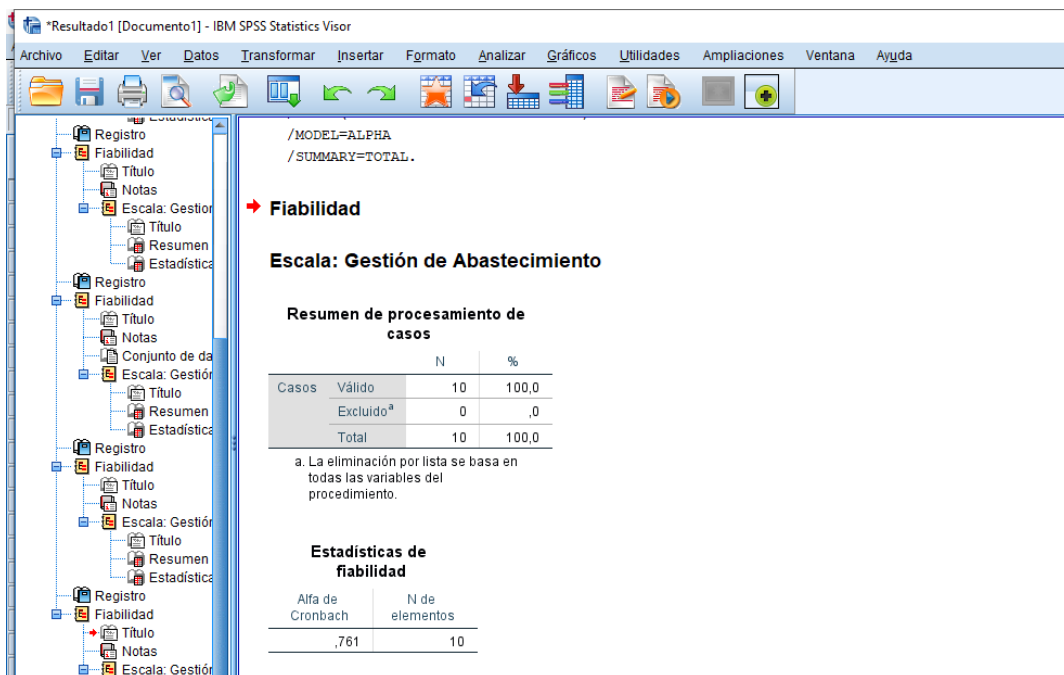 *Resultado1 [Documento1] - IBM SPSS Statistics Visor
Archivo Editar Ver Datos Transformar Insertar Formato Analizar Gráficos Utilidades Ampliaciones Ventana Ayuda
Registro
Fiabilidad
Título
Notas
Escala: Gestion
Título
Resumen
Estadística
Registro
Fiabilidad
Título
Notas
Conjunto de da
Escala: Gestión
Título
Resumen
Estadística
Registro
Fiabilidad
Título
Notas
Escala: Gestión
Título
Resumen
Estadística
Registro
Fiabilidad
Título
Notas
Escala: Gestión
/MODEL=ALPHA
/SUMMARY=TOTAL.
Fiabilidad
Escala: Gestión de Abastecimiento
Resumen de procesamiento de
casos
N %
Casos Válido 10 100,0
Excluido a 0 ,0
Total 10 100,0
a. La eliminación por lista se basa en
todas las variables del
procedimiento.
Estadísticas de
fiabilidad
Alfa de N de
Cronbach elementos
,761 10